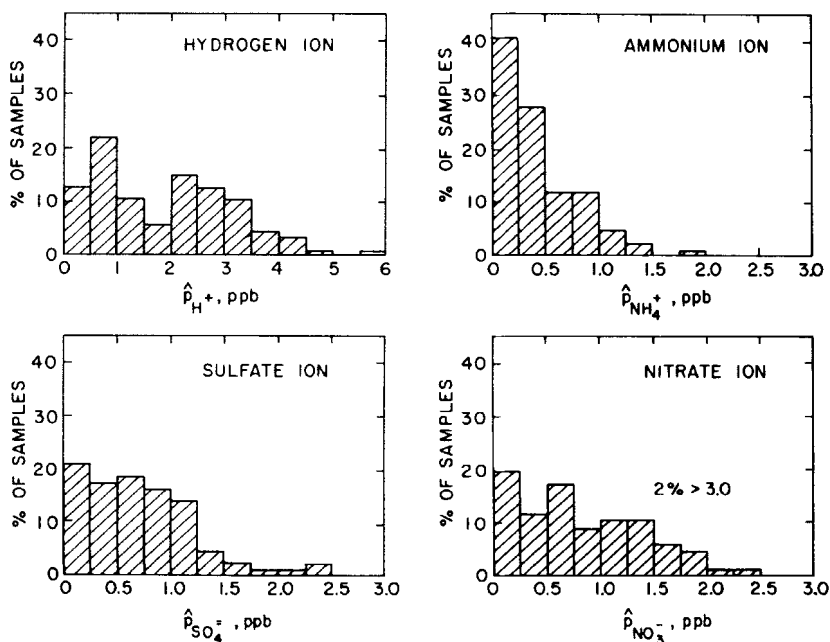 HYDROGEN ION
% OF SAMPLES
40
30
20
10
0
0 1 2 3 4 5 6
p̂H+, ppb
AMMONIUM ION
% OF SAMPLES
40
30
20
10
0
0 0.5 1.0 1.5 2.0 2.5 3.0
p̂NH4+, ppb
SULFATE ION
% OF SAMPLES
40
30
20
10
0
0 0.5 1.0 1.5 2.0 2.5 3.0
p̂SO4=, ppb
NITRATE ION
2% > 3.0
% OF SAMPLES
40
30
20
10
0
0 0.5 1.0 1.5 2.0 2.5 3.0
p̂NO3-, ppb